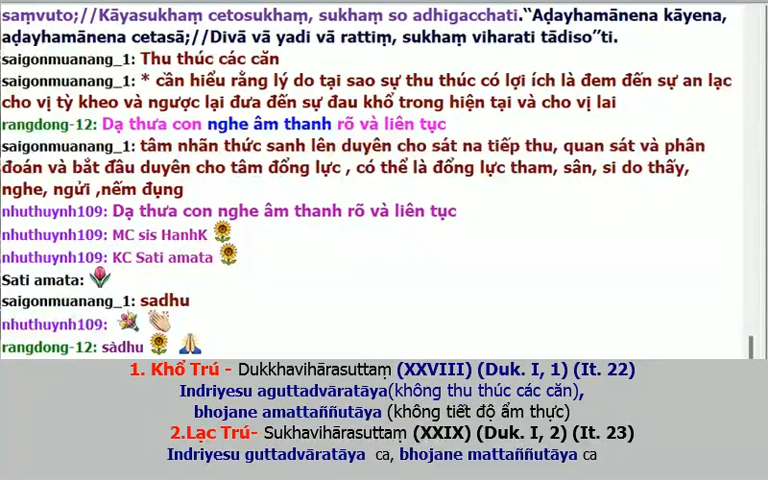 saṃvuto;//Kāyasukhaṃ cetosukhaṃ, sukhaṃ so adhigacchati.“Aḍayhamānena kāyena,
aḍayhamānena cetasā;//Divā vā yadi vā rattiṃ, sukhaṃ viharati tādiso”ti.
saigonmuanang_1: Thu thúc các căn
saigonmuanang_1: * cần hiểu rằng lý do tại sao sự thu thúc có lợi ích là đem đến sự an lạc
cho vị tỳ kheo và ngược lại đưa đến sự đau khổ trong hiện tại và cho vị lai
rangdong-12: Dạ thưa con nghe âm thanh rõ và liên tục
saigonmuanang_1: tâm nhãn thức sanh lên duyên cho sát na tiếp thu, quan sát và phân
đoán và bắt đầu duyên cho tâm đổng lực , có thể là đổng lực tham, sân, si do thấy,
nghe, ngửi ,nếm đụng
nhuthuynh109: Dạ thưa con nghe âm thanh rõ và liên tục
nhuthuynh109: MC sis HanhK
nhuthuynh109: KC Sati amata
Sati amata:
saigonmuanang_1: sadhu
nhuthuynh109:
rangdong-12: sàdhu
1. Khổ Trú - Dukkhavihārasuttaṃ (XXVIII) (Duk. I, 1) (It. 22)
Indriyesu aguttadvāratāya(không thu thúc các căn),
bhojane amattaññutāya (không tiết độ ẩm thực)
2.Lạc Trú- Sukhavihārasuttaṃ (XXIX) (Duk. I, 2) (It. 23)
Indriyesu guttadvāratāya ca, bhojane mattaññutāya ca